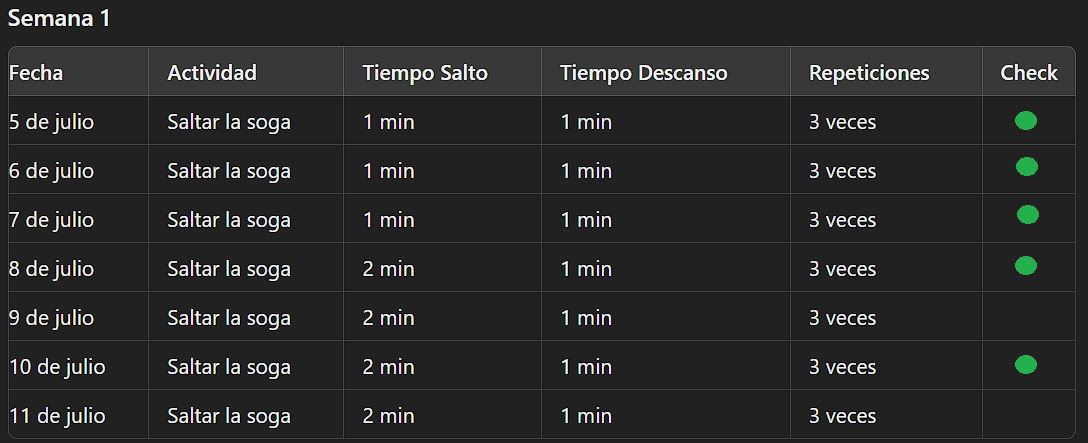 Semana 1
Fecha Actividad Tiempo Salto Tiempo Descanso Repeticiones Check
5 de julio Saltar la soga 1 min 1 min 3 veces
6 de julio Saltar la soga 1 min 1 min 3 veces
7 de julio Saltar la soga 1 min 1 min 3 veces
8 de julio Saltar la soga 2 min 1 min 3 veces
9 de julio Saltar la soga 2 min 1 min 3 veces
10 de julio Saltar la soga 2 min 1 min 3 veces
11 de julio Saltar la soga 2 min 1 min 3 veces